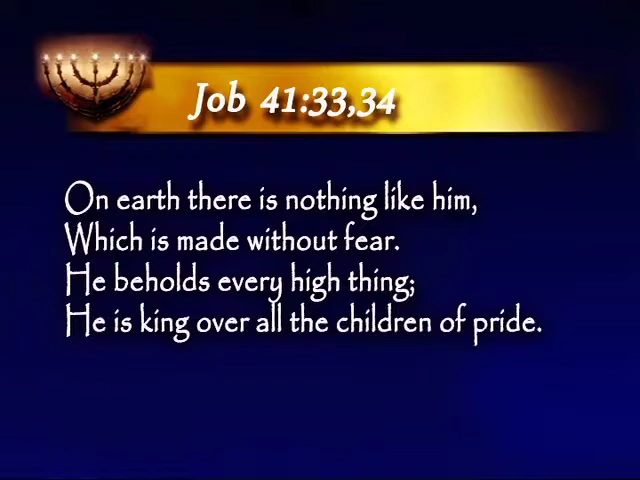 Job 41:33,34
On earth there is nothing like him,
Which is made without fear.
He beholds every high thing;
He is king over all the children of pride.